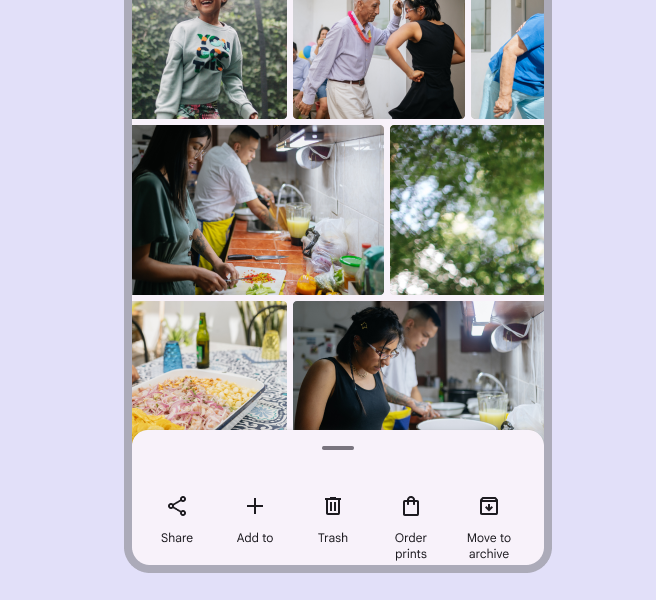 Share
Add to
Trash
Order
prints
Move to
archive